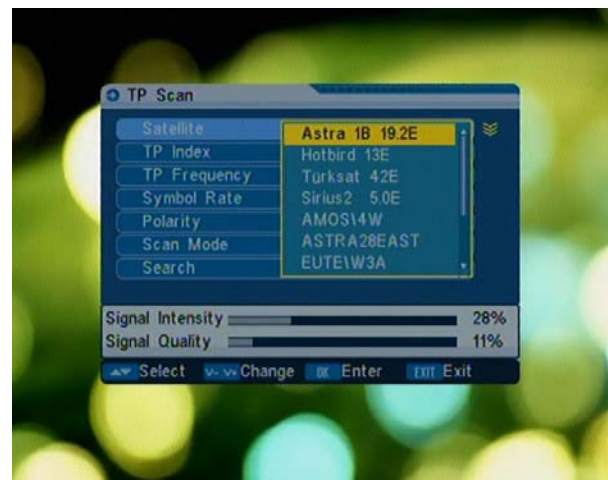 TP Scan
Satellite
TP Index
TP Frequency
Symbol Rate
Polarity
Scan Mode
Search
Astra 1B 19.2E
Hotbird 13E
Turksat 42E
Sirius2 5.0E
AMOS\4W
ASTRA28EAST
EUTE\W3A
Signal Intensity 28%
Signal Quality 11%
Select V- V+ Change OK Enter EXIT Exit